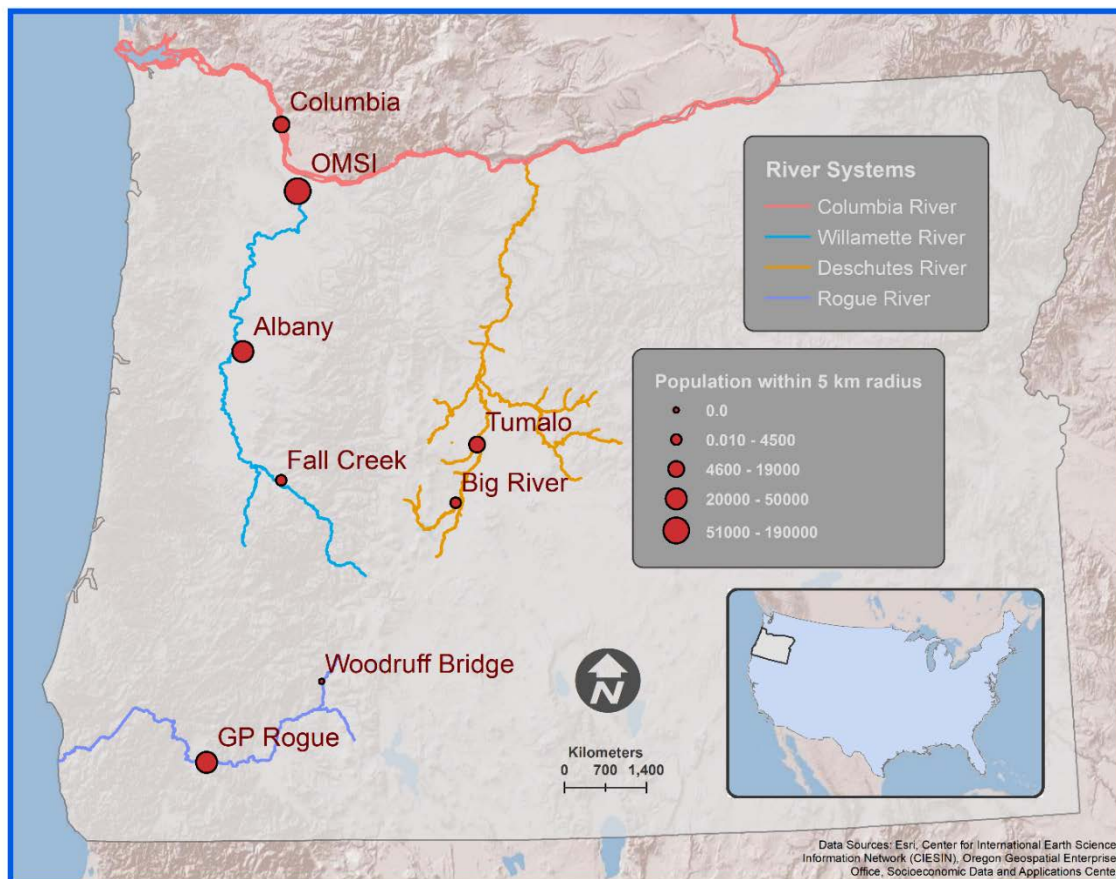 Columbia
OMSI
Albany
Fall Creek
Tumalo
Big River
Woodruff Bridge
GP Rogue
River Systems
Columbia River
Willamette River
Deschutes River
Rogue River
Population within 5 km radius
0.0
0.010 - 4500
4600 - 19000
20000 - 50000
51000 - 190000
N
Kilometers
0 700 1,400
Data Sources: Esri, Center for International Earth Science
Information Network (CIESIN), Oregon Geospatial Enterprise
Office, Socioeconomic Data and Applications Cente